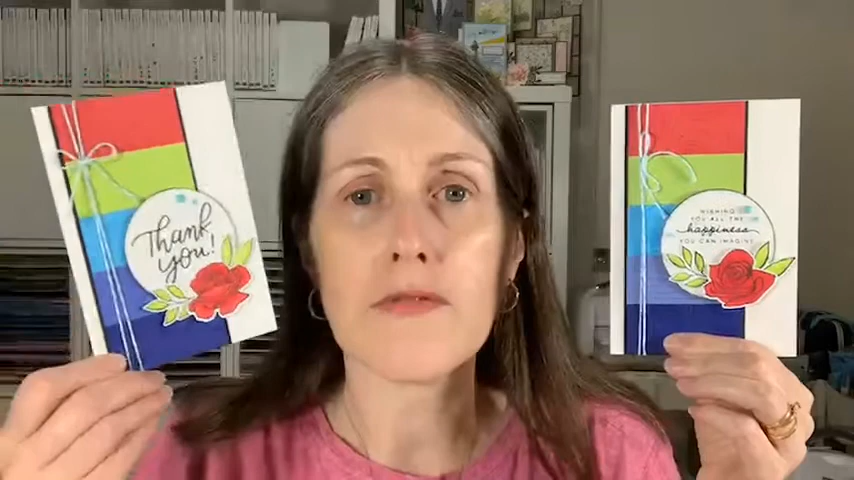 Thank
you!
WISHING
YOU ALL THE
happiness
YOU CAN IMAGINE